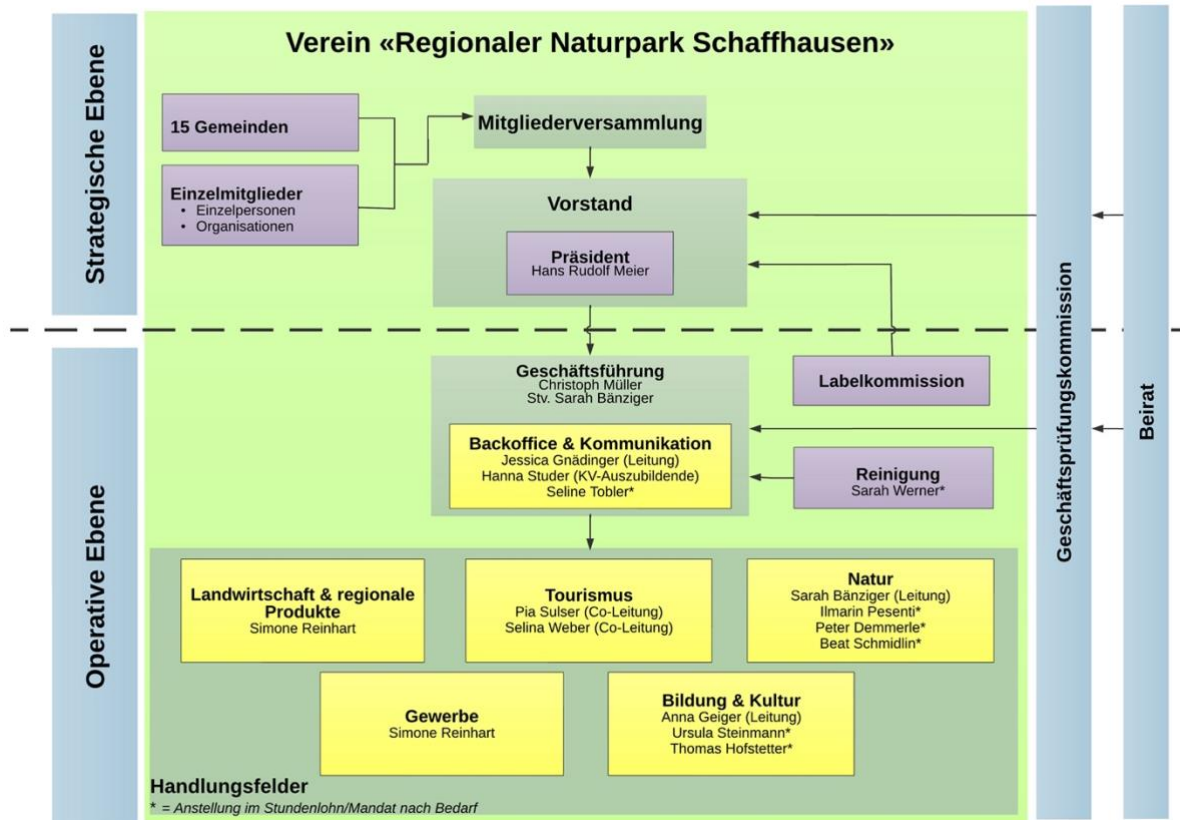 Verein «Regionaler Naturpark Schaffhausen»
Strategische Ebene
15 Gemeinden
Mitgliederversammlung
Einzelmitglieder
• Einzelpersonen
• Organisationen
Vorstand
Präsident
Hans Rudolf Meier
Geschäftsprüfungskommission
Beirat
Operative Ebene
Geschäftsführung
Christoph Müller
Stv. Sarah Bänziger
Labelkommission
Backoffice & Kommunikation
Jessica Gnädinger (Leitung)
Hanna Studer (KV-Auszubildende)
Seline Tobler*
Reinigung
Sarah Werner*
Landwirtschaft & regionale
Produkte
Simone Reinhart
Tourismus
Pia Sulser (Co-Leitung)
Selina Weber (Co-Leitung)
Natur
Sarah Bänziger (Leitung)
Ilmarin Pesenti*
Peter Demmerle*
Beat Schmidlin*
Gewerbe
Simone Reinhart
Bildung & Kultur
Anna Geiger (Leitung)
Ursula Steinmann*
Thomas Hofstetter*
Handlungsfelder
* = Anstellung im Stundenlohn/Mandat nach Bedarf